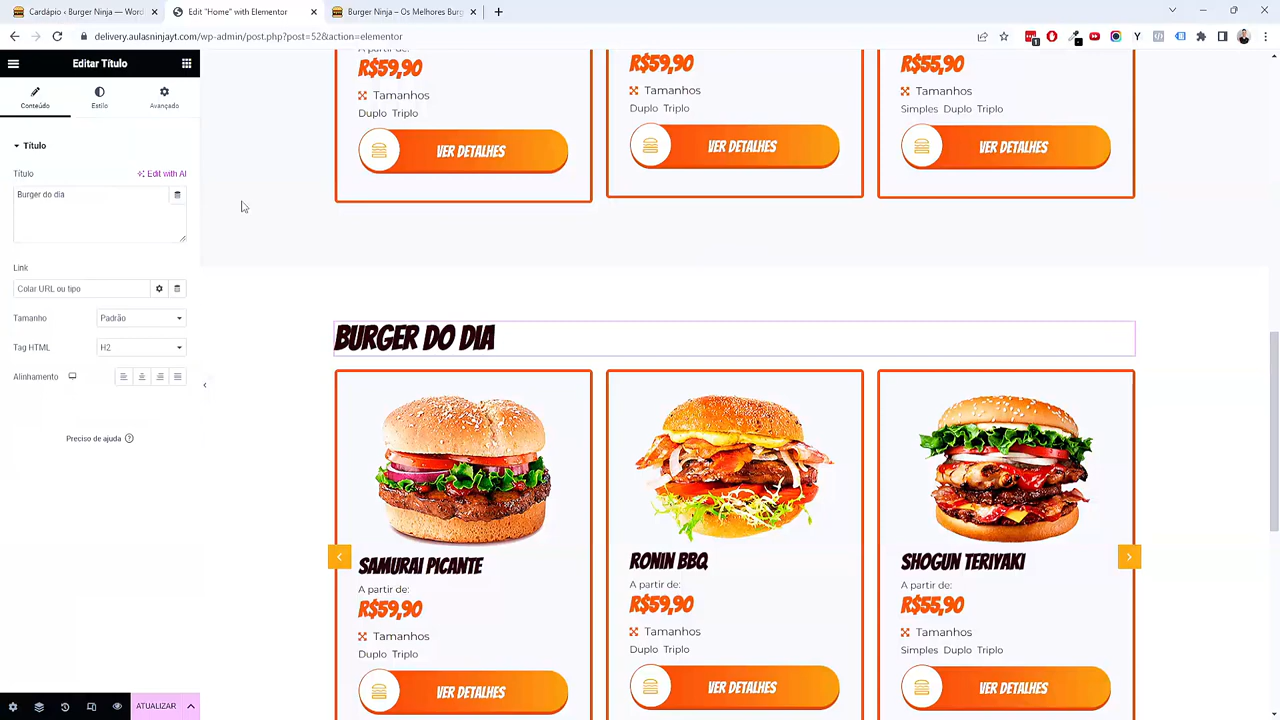 Cardápio ‹ Burger Ninja — Word
Edit "Home" with Elementor
Burger Ninja – Os Melhores Burg
delivery.aulasninjayt.com/wp-admin/post.php?post=52&action=elementor
Editar Título
Conteúdo
Estilo
Avançado
Título
Título
Edit with AI
Burger do dia
Link
Colar URL ou tipo
Tamanho
Padrão
Tag HTML
H2
Alinhamento
Preciso de ajuda
ATUALIZAR
A partir de:
R$59,90
Tamanhos
Duplo Triplo
VER DETALHES
R$59,90
Tamanhos
Duplo Triplo
VER DETALHES
R$55,90
Tamanhos
Simples Duplo Triplo
VER DETALHES
BURGER DO DIA
SAMURAI PICANTE
A partir de:
R$59,90
Tamanhos
Duplo Triplo
VER DETALHES
RONIN BBQ
A partir de:
R$59,90
Tamanhos
Duplo Triplo
VER DETALHES
SHOGUN TERIYAKI
A partir de:
R$55,90
Tamanhos
Simples Duplo Triplo
VER DETALHES